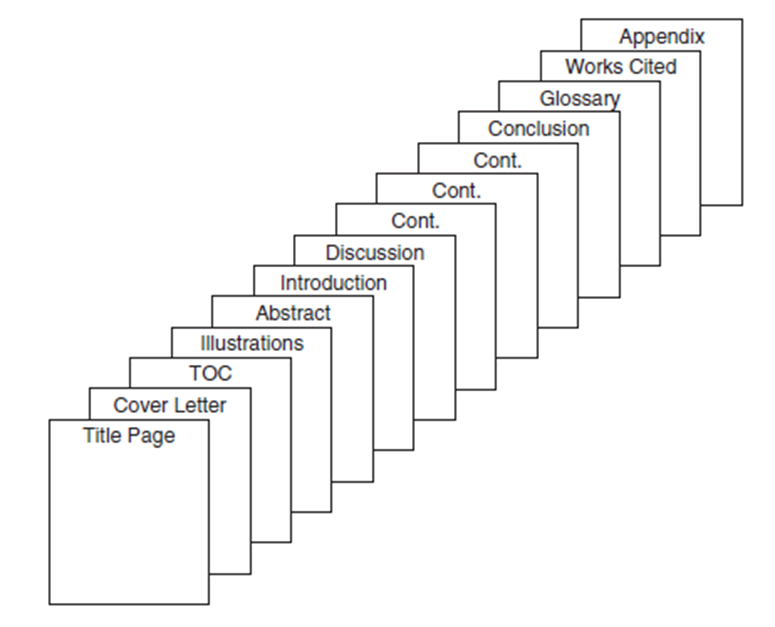 Appendix
Works Cited
Glossary
Conclusion
Cont.
Cont.
Cont.
Discussion
Introduction
Abstract
Illustrations
TOC
Cover Letter
Title Page